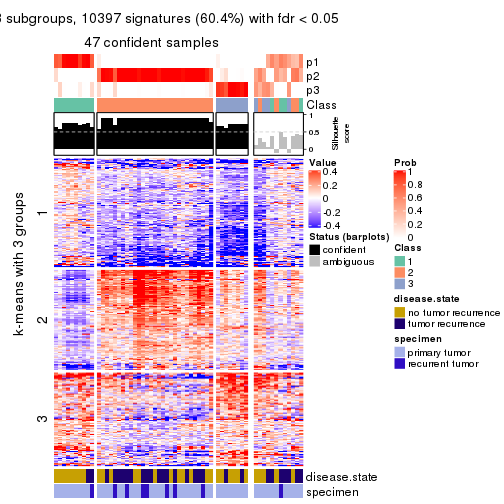 3 subgroups, 10397 signatures (60.4%) with fdr < 0.05
47 confident samples
p1
p2
p3
Class
1
0.5
0
Silhouette
score
k-means with 3 groups
1
2
3
disease.state
specimen
Value
0.4
0.2
0
-0.2
-0.4
Status (barplots)
confident
ambiguous
Prob
1
0.8
0.6
0.4
0.2
0
Class
1
2
3
disease.state
no tumor recurrence
tumor recurrence
specimen
primary tumor
recurrent tumor